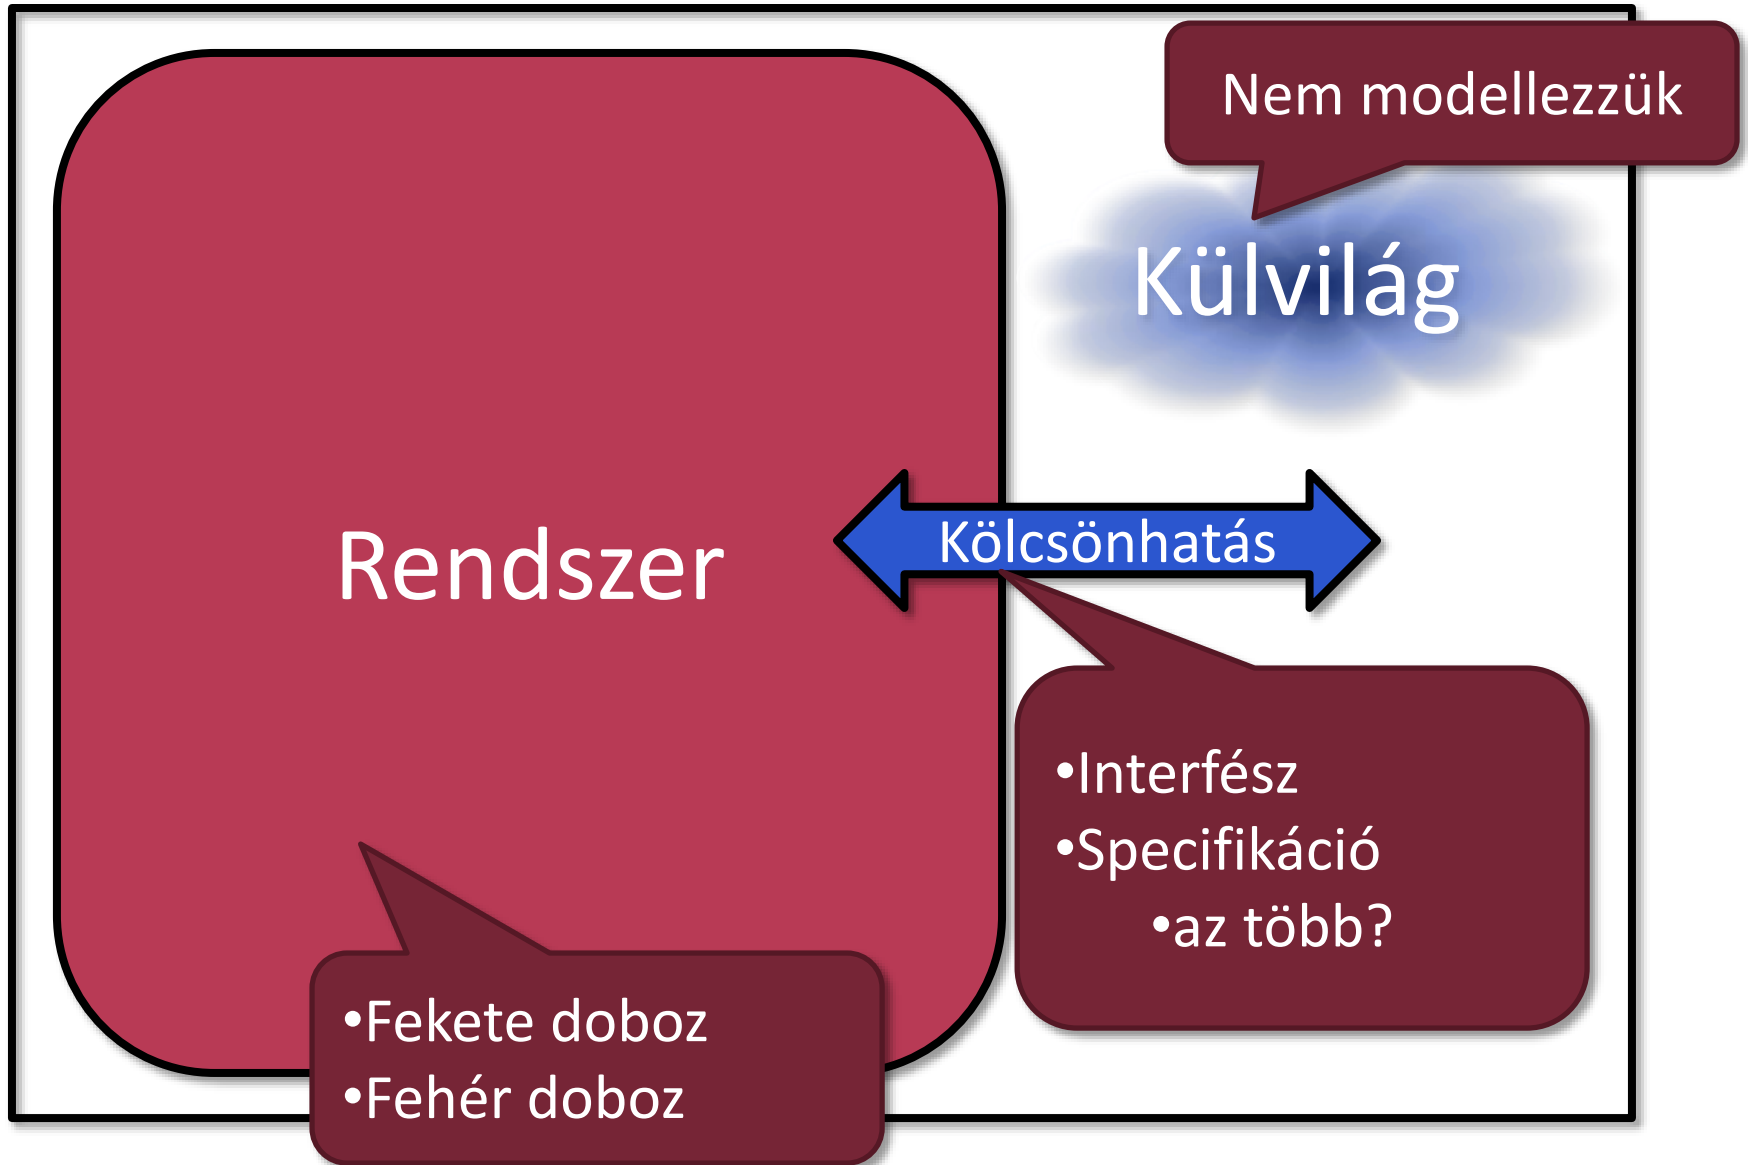 Nem modellezzük
Külvilág
Rendszer
Kölcsönhatás
•Interfész
•Specifikáció
•az több?
•Fekete doboz
•Fehér doboz